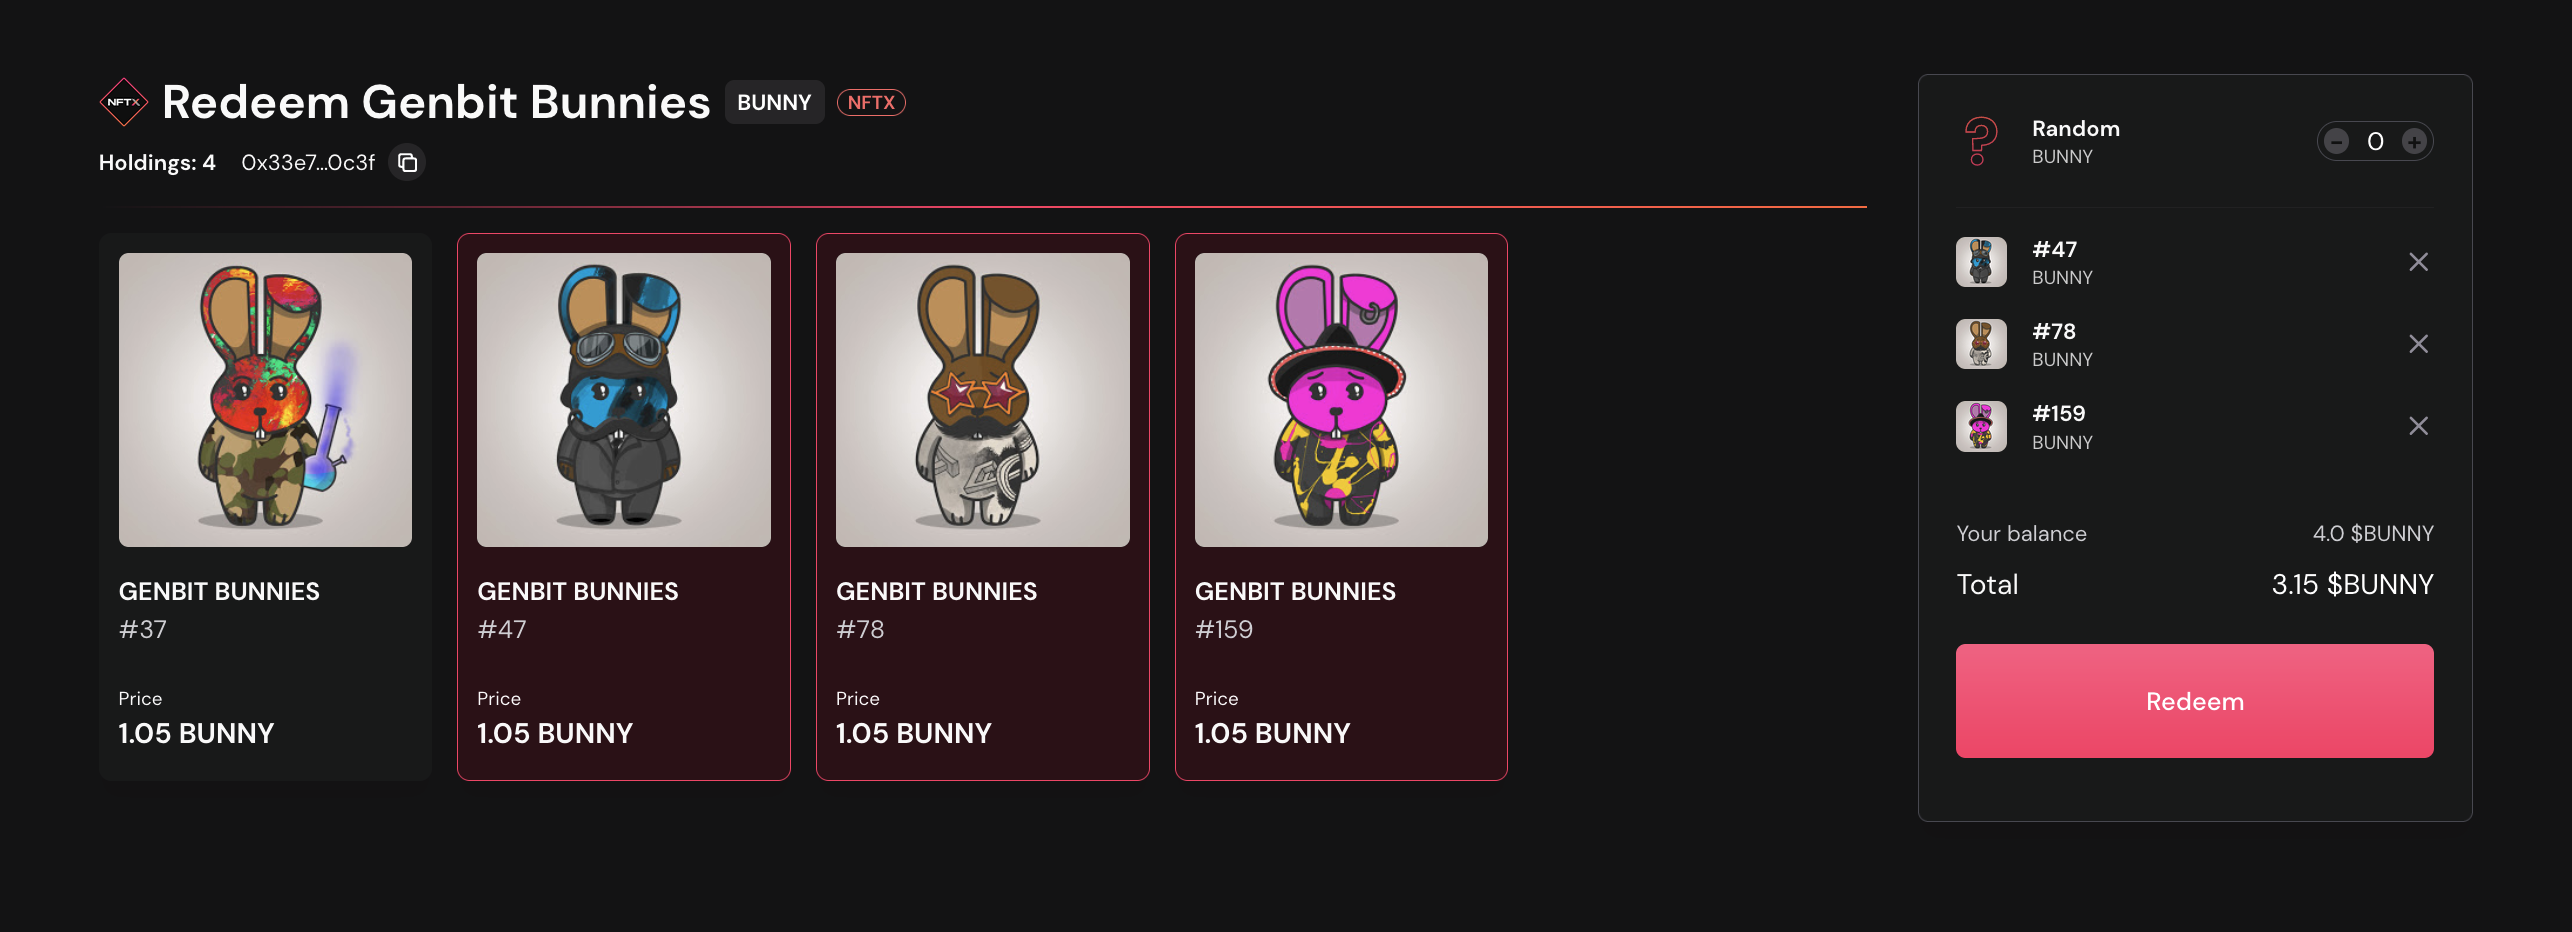 NFTX
Redeem Genbit Bunnies BUNNY NFTX
Holdings: 4 0x33e7...0c3f
GENBIT BUNNIES
#37
Price
1.05 BUNNY
GENBIT BUNNIES
#47
Price
1.05 BUNNY
GENBIT BUNNIES
#78
Price
1.05 BUNNY
GENBIT BUNNIES
#159
Price
1.05 BUNNY
?
Random
BUNNY
− 0 +
#47
BUNNY
#78
BUNNY
#159
BUNNY
Your balance 4.0 $BUNNY
Total 3.15 $BUNNY
Redeem